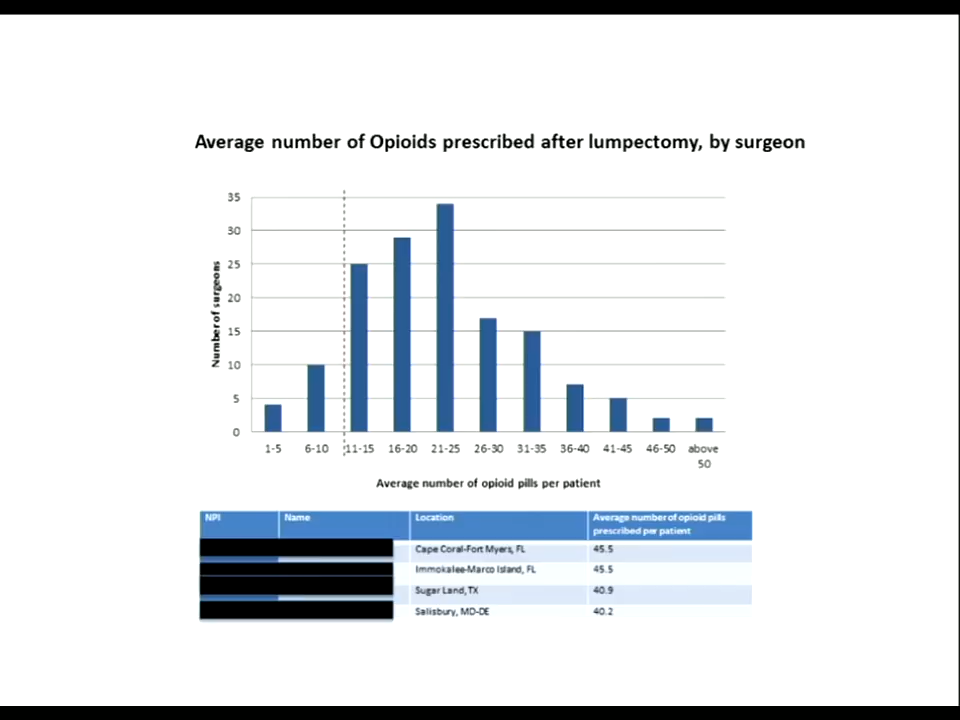 Average number of Opioids prescribed after lumpectomy, by surgeon
35
30
25
20
15
10
5
0
Number of surgeons
1-5 6-10 11-15 16-20 21-25 26-30 31-35 36-40 41-45 46-50 above
50
Average number of opioid pills per patient
NPI Name Location Average number of opioid pills
prescribed per patient
Cape Coral-Fort Myers, FL 45.5
Immokalee-Marco Island, FL 45.5
Sugar Land, TX 40.9
Salisbury, MD-DE 40.2